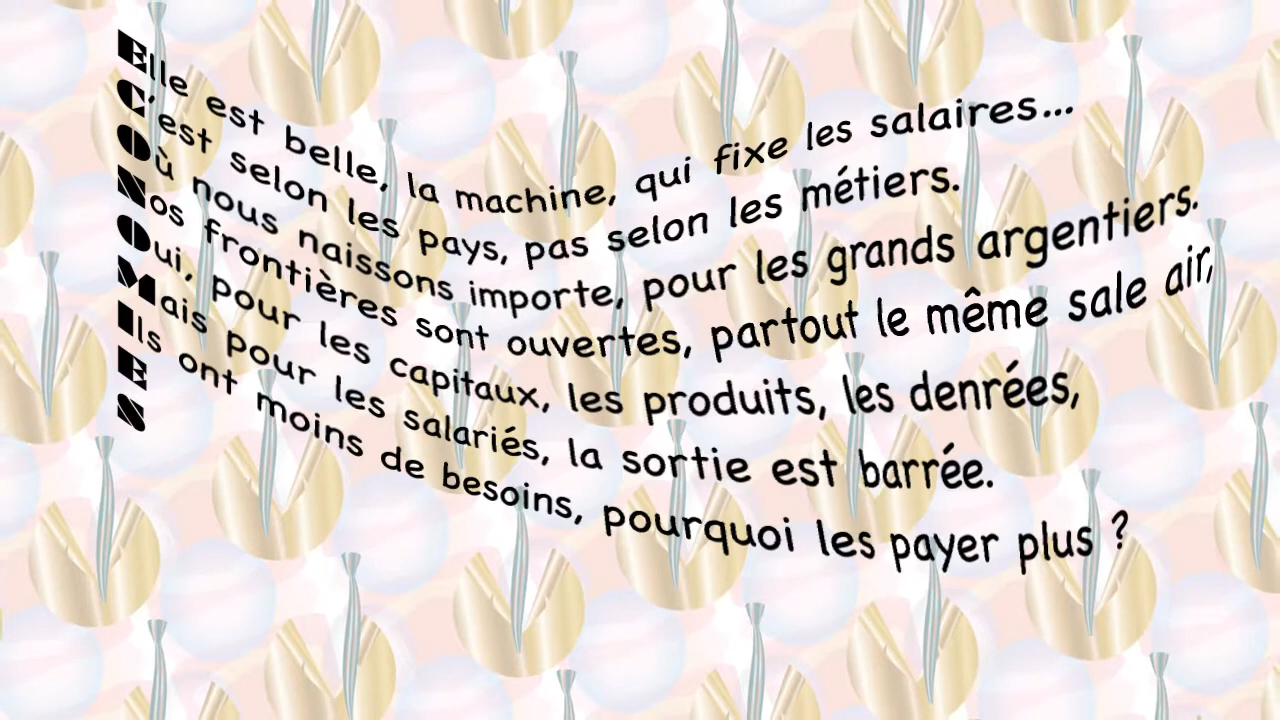 Elle est belle, la machine, qui fixe les salaires...
C'est selon les pays, pas selon les métiers.
Où nous naissons importe, pour les grands argentiers.
Nos frontières sont ouvertes, partout le même sale air,
Oui, pour les capitaux, les produits, les denrées,
Mais pour les salariés, la sortie est barrée.
Ils ont moins de besoins, pourquoi les payer plus ?
E
N